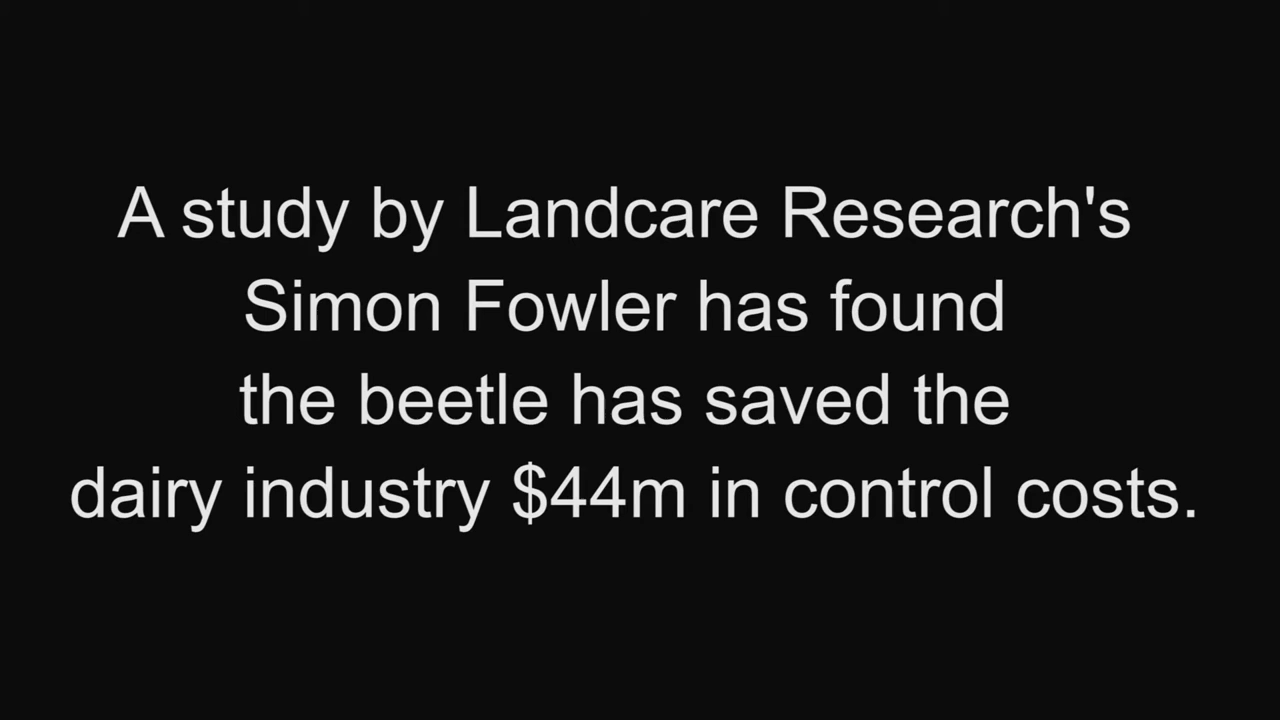 A study by Landcare Research's
Simon Fowler has found
the beetle has saved the
dairy industry $44m in control costs.